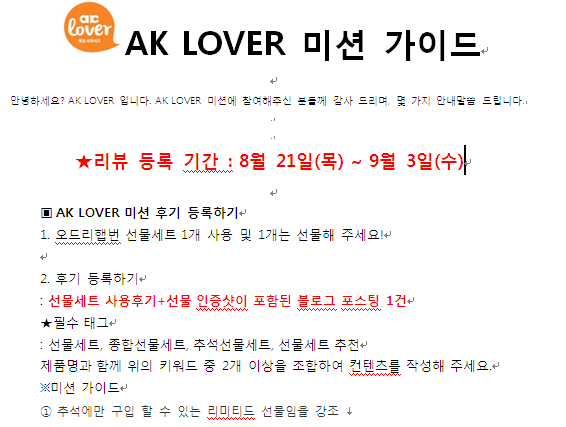 ak
lover
AK LOVER 미션 가이드
안녕하세요? AK LOVER 입니다. AK LOVER 미션에 참여해주신 분들께 감사 드리며, 몇 가지 안내말씀 드립니다.
★리뷰 등록 기간 : 8월 21일(목) ~ 9월 3일(수)
▣ AK LOVER 미션 후기 등록하기
1. 오드리햅번 선물세트 1개 사용 및 1개는 선물해 주세요!
2. 후기 등록하기
: 선물세트 사용후기+선물 인증샷이 포함된 블로그 포스팅 1건
★필수 태그
: 선물세트, 종합선물세트, 추석선물세트, 선물세트 추천
제품명과 함께 위의 키워드 중 2개 이상을 조합하여 컨텐츠를 작성해 주세요.
※미션 가이드
① 추석에만 구입 할 수 있는 리미티드 선물임을 강조 ↓